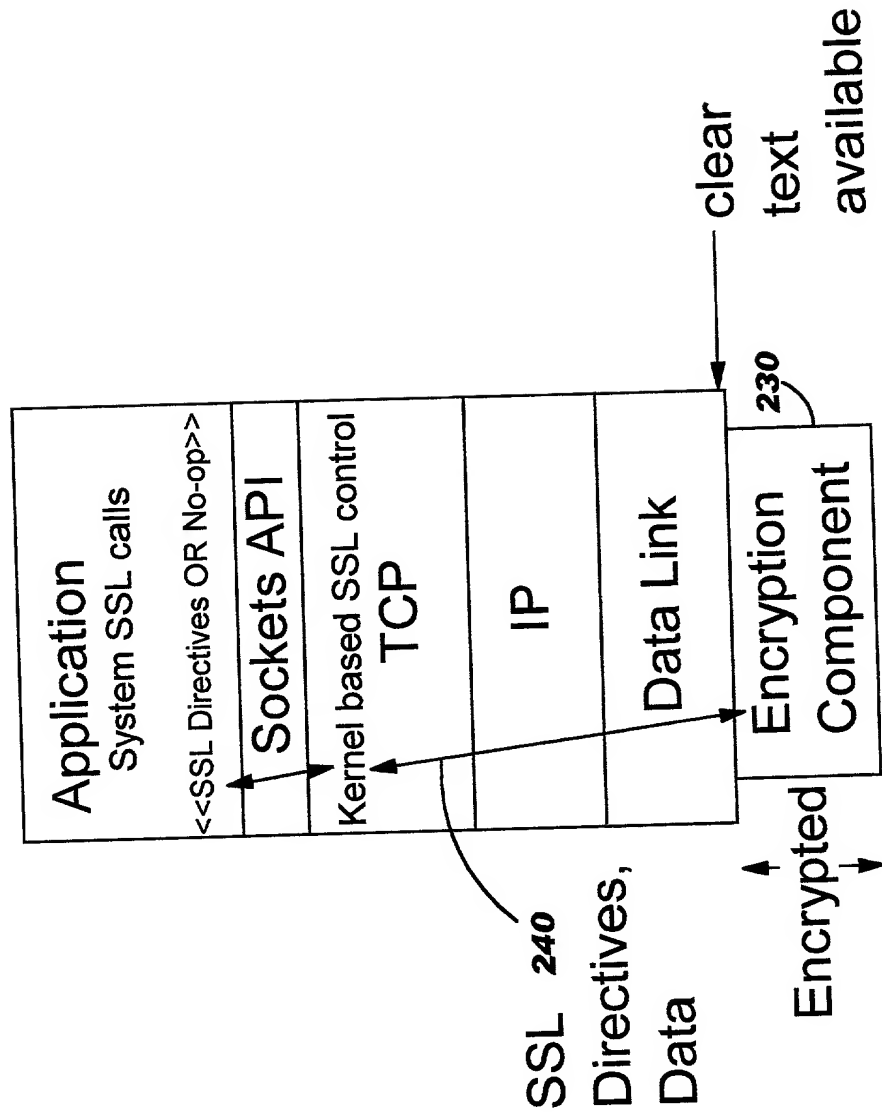 Application
System SSL calls
<<SSL Directives OR No-op>>
Sockets API
Kernel based SSL control
TCP
IP
Data Link
clear
text
available
Encryption
Component
230
Encrypted
SSL 240
Directives,
Data